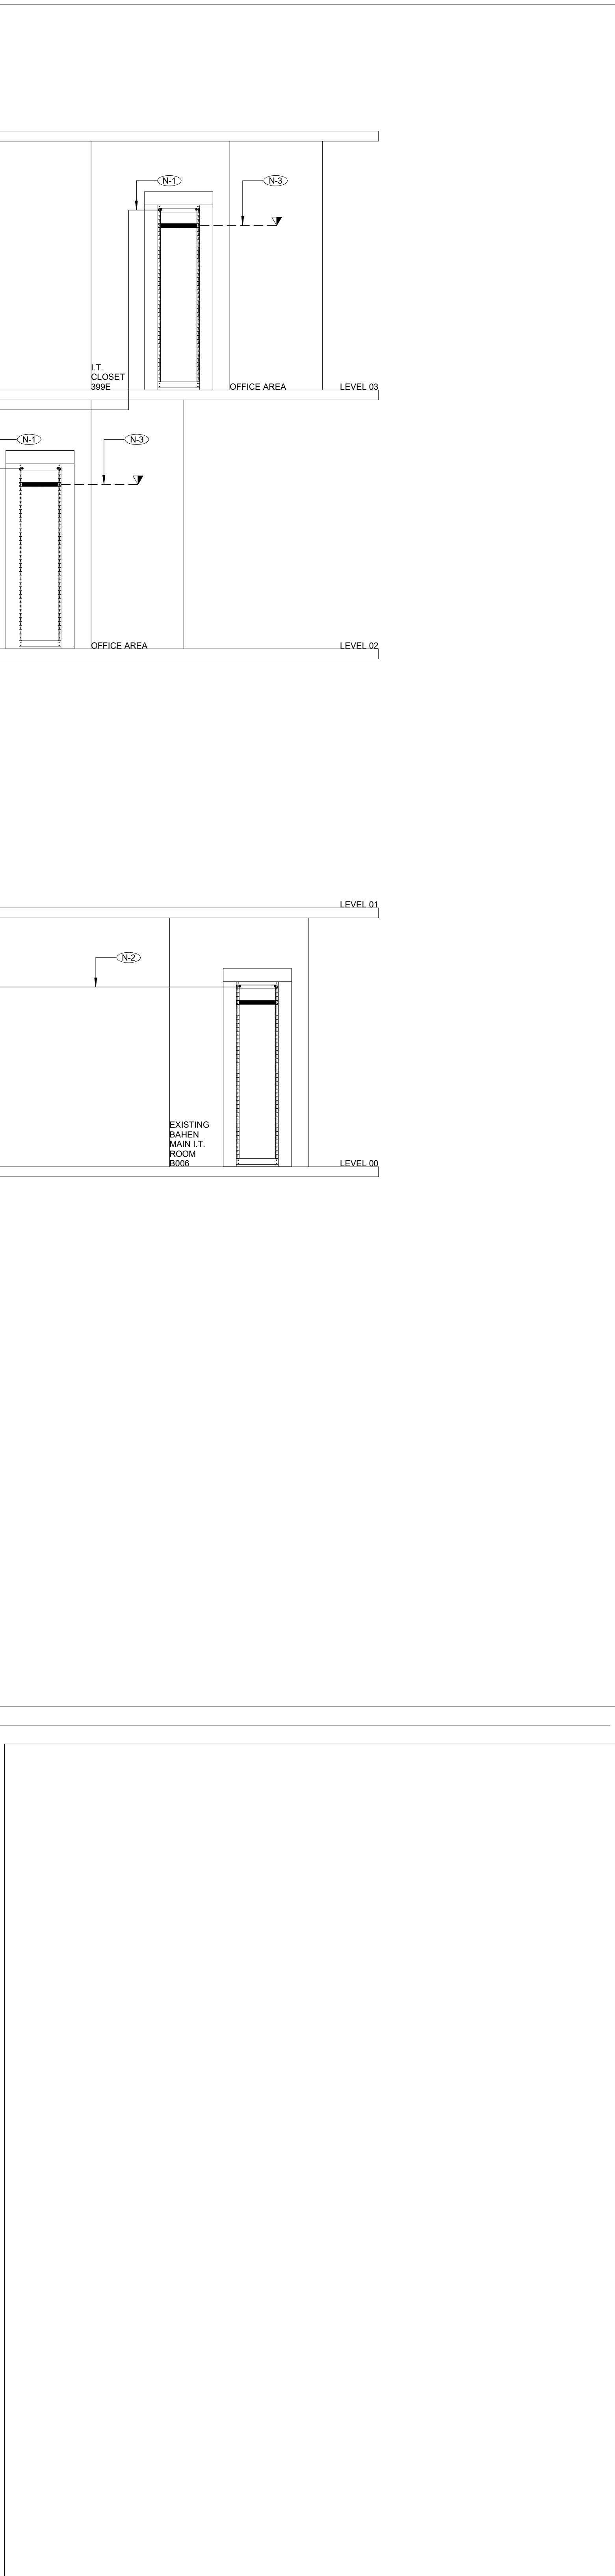 N-1
N-3
I.T.
CLOSET
399E
OFFICE AREA
LEVEL 03
N-1
N-3
OFFICE AREA
LEVEL 02
LEVEL 01
N-2
EXISTING
BAHEN
MAIN I.T.
ROOM
B006
LEVEL 00